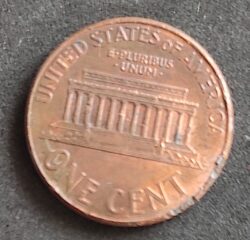 UNITED STATES OF AMERICA
E·PLURIBUS
·UNUM·
ONE CENT